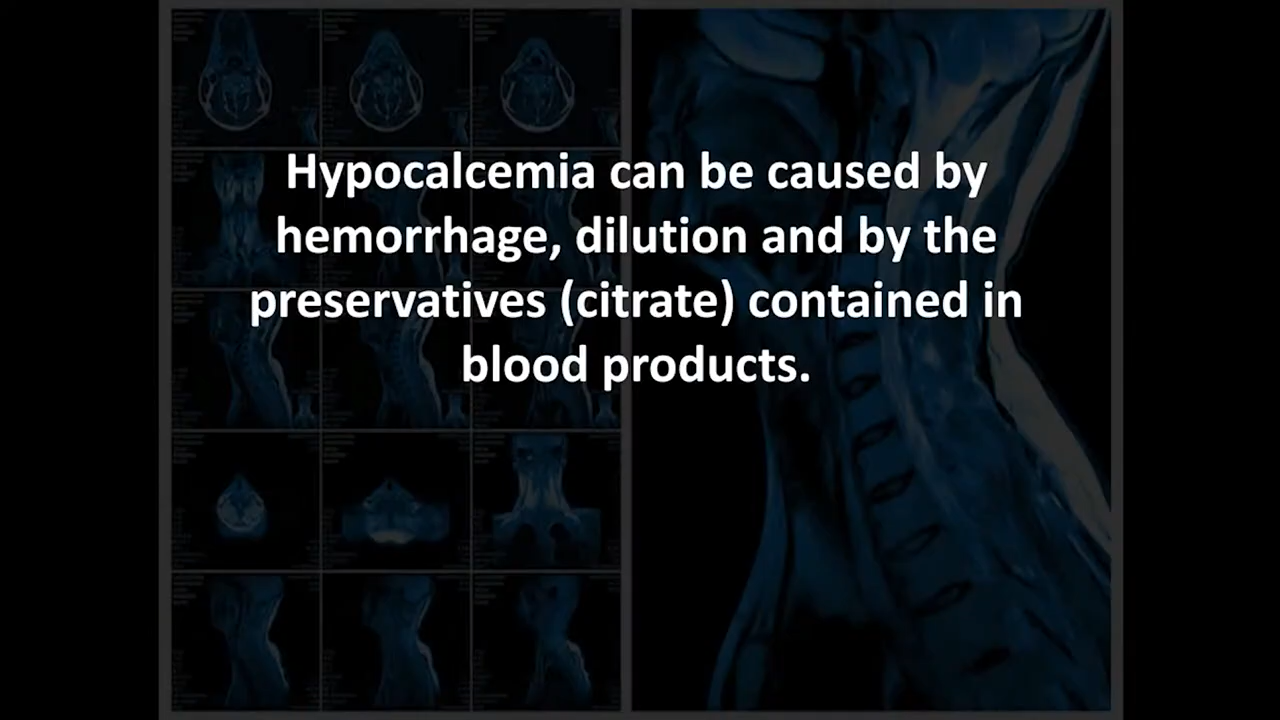 Hypocalcemia can be caused by
hemorrhage, dilution and by the
preservatives (citrate) contained in
blood products.